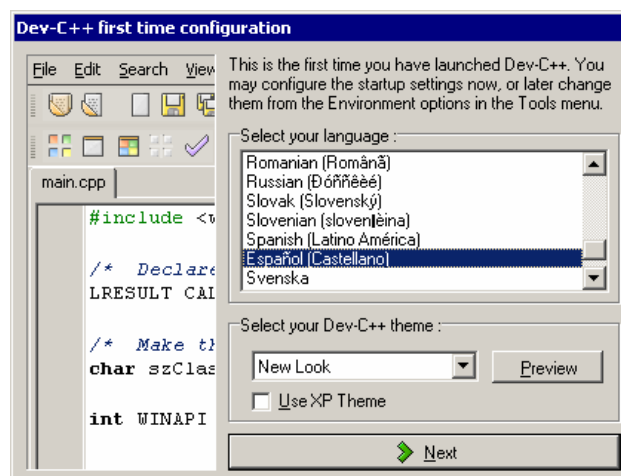 Dev-C++ first time configuration
File Edit Search View
main.cpp
#include <w
/* Declare
LRESULT CAL
/* Make th
char szClas
int WINAPI
This is the first time you have launched Dev-C++. You
may configure the startup settings now, or later change
them from the Environment options in the Tools menu.
Select your language :
Romanian (Românã)
Russian (Ðóññêèé)
Slovak (Slovenský)
Slovenian (slovenlèina)
Spanish (Latino América)
Español (Castellano)
Svenska
Select your Dev-C++ theme :
New Look
Preview
Use XP Theme
Next